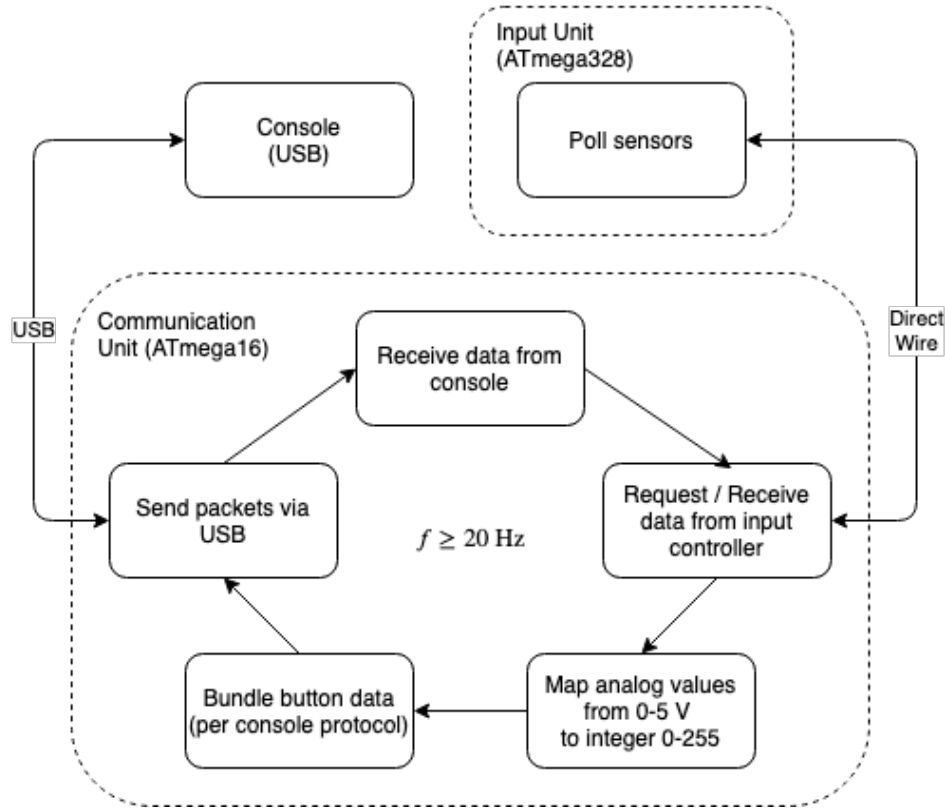 Input Unit
(ATmega328)
Console
(USB)
Poll sensors
USB
Direct
Wire
Communication
Unit (ATmega16)
Receive data from
console
Send packets via
USB
f ≥ 20 Hz
Request / Receive
data from input
controller
Bundle button data
(per console protocol)
Map analog values
from 0-5 V
to integer 0-255